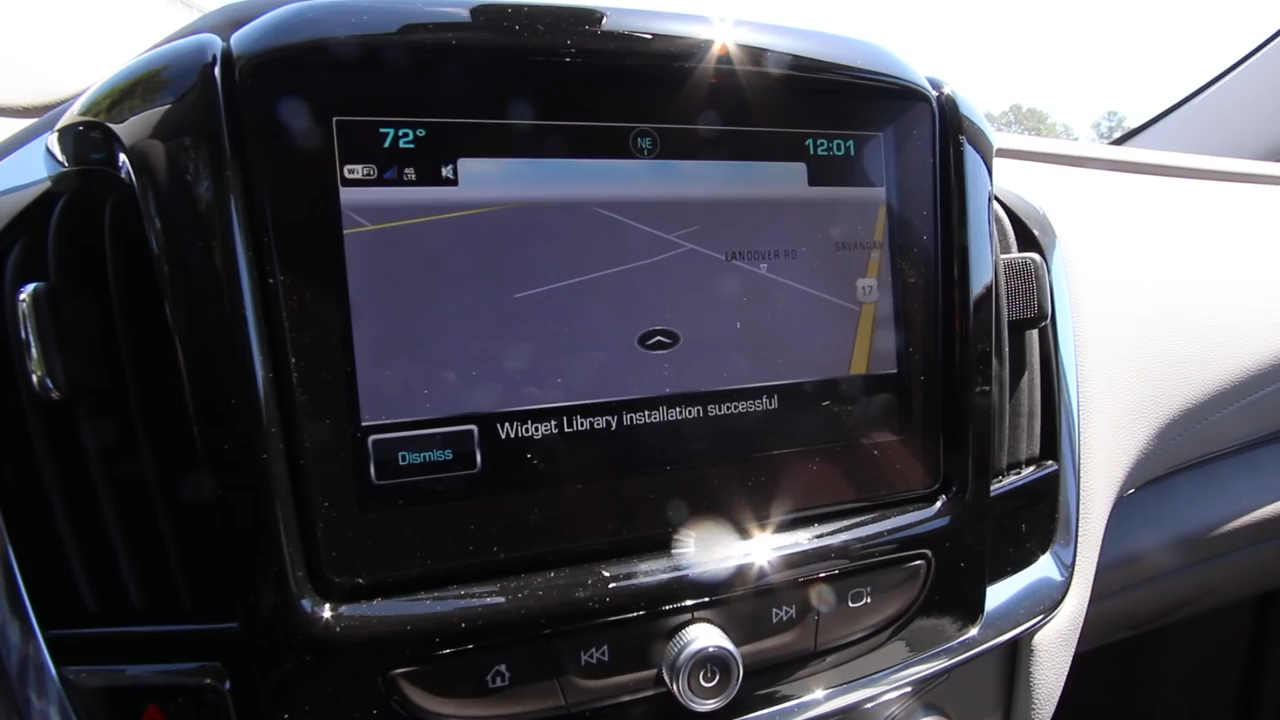 72°
NE
12:01
WiFi
4G
LTE
LANDOVER RD
SAVANNAH
17
Widget Library installation successful
Dismiss